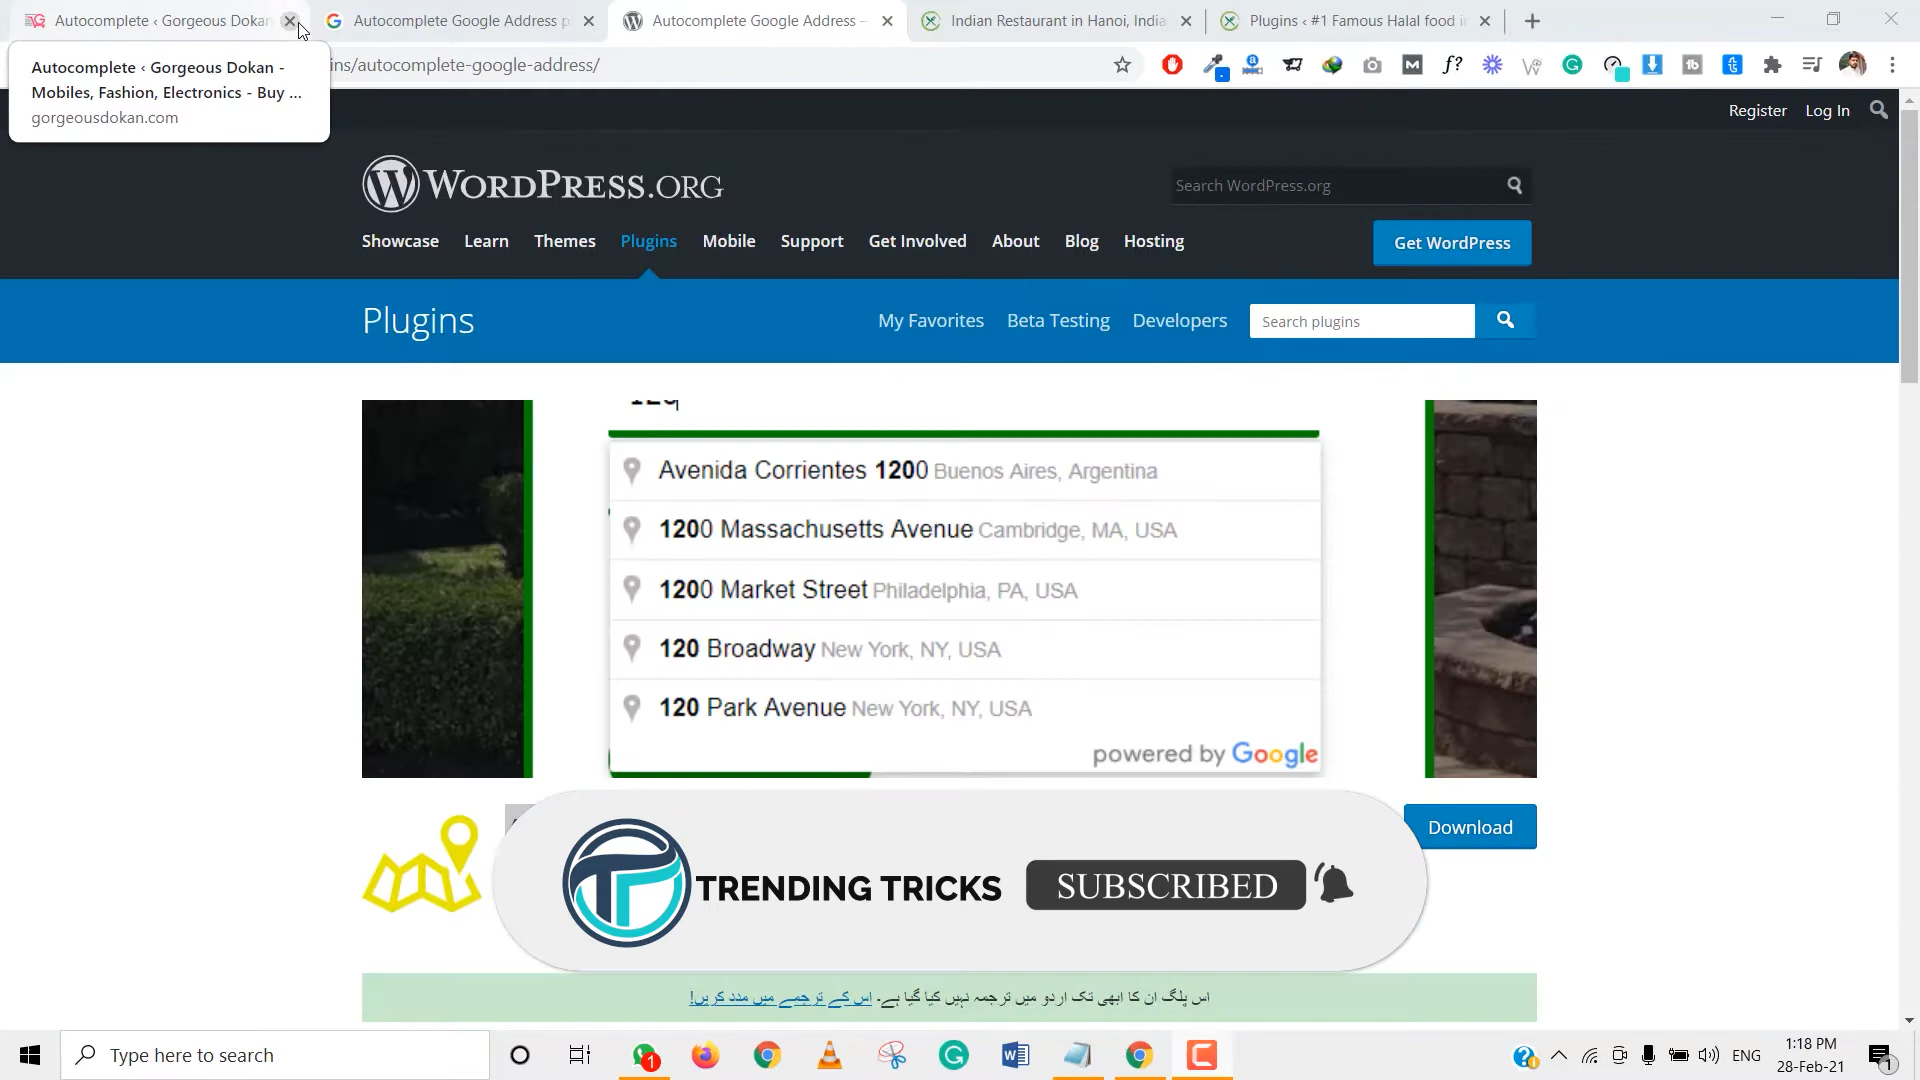 Autocomplete ‹ Gorgeous Dokan
Autocomplete Google Address p
Autocomplete Google Address –
Indian Restaurant in Hanoi, India
Plugins ‹ #1 Famous Halal food in
ins/autocomplete-google-address/
Autocomplete ‹ Gorgeous Dokan -
Mobiles, Fashion, Electronics - Buy ...
gorgeousdokan.com
Register
Log In
WORDPRESS.ORG
Search WordPress.org
Showcase
Learn
Themes
Plugins
Mobile
Support
Get Involved
About
Blog
Hosting
Get WordPress
Plugins
My Favorites
Beta Testing
Developers
Search plugins
120
Avenida Corrientes 1200 Buenos Aires, Argentina
1200 Massachusetts Avenue Cambridge, MA, USA
1200 Market Street Philadelphia, PA, USA
120 Broadway New York, NY, USA
120 Park Avenue New York, NY, USA
powered by Google
Download
TRENDING TRICKS
SUBSCRIBED
اس پلگ ان کا ابھی تک اردو میں ترجمہ نہیں کیا گیا ہے۔ اس کے ترجمے میں مدد کریں!
Type here to search
1
ENG
1:18 PM
28-Feb-21
1